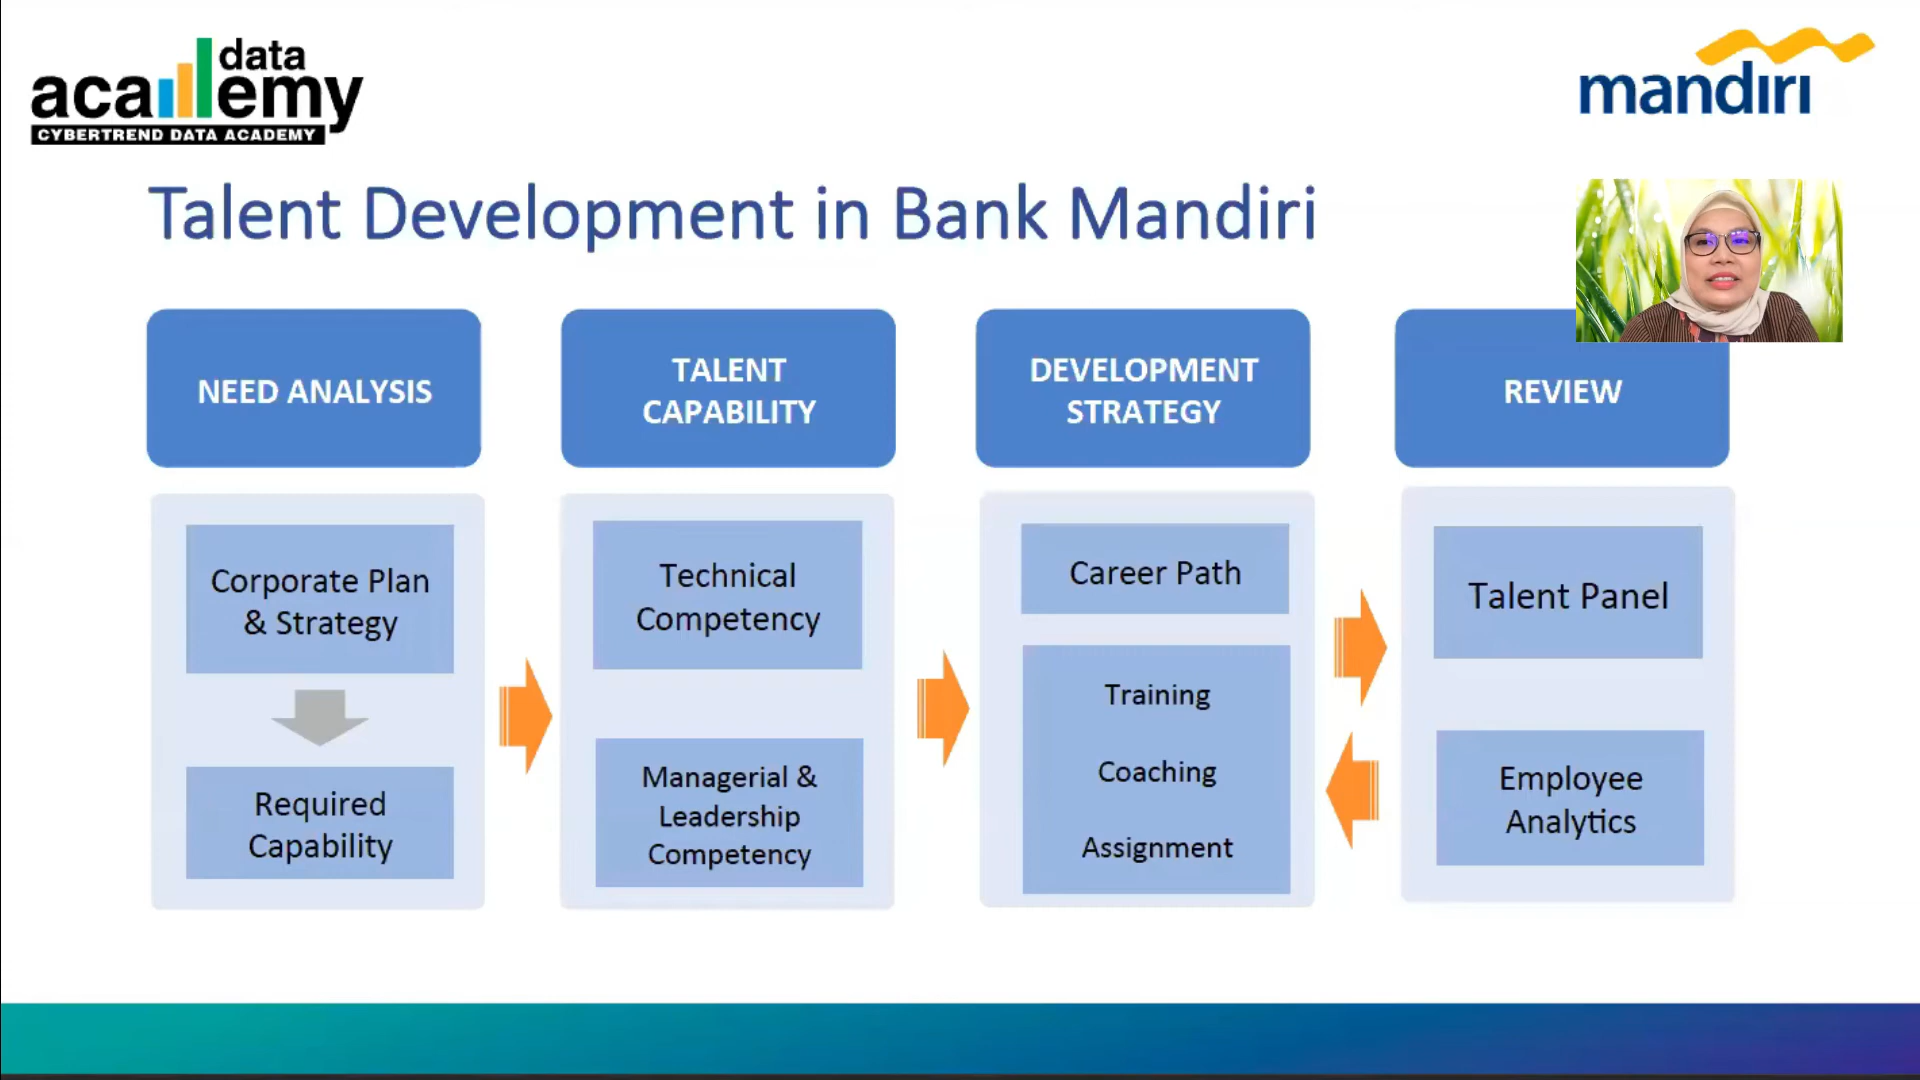 data
academy
CYBERTREND DATA ACADEMY
mandiri
Talent Development in Bank Mandiri
NEED ANALYSIS
Corporate Plan
& Strategy
Required
Capability
TALENT
CAPABILITY
Technical
Competency
Managerial &
Leadership
Competency
DEVELOPMENT
STRATEGY
Career Path
Training
Coaching
Assignment
REVIEW
Talent Panel
Employee
Analytics